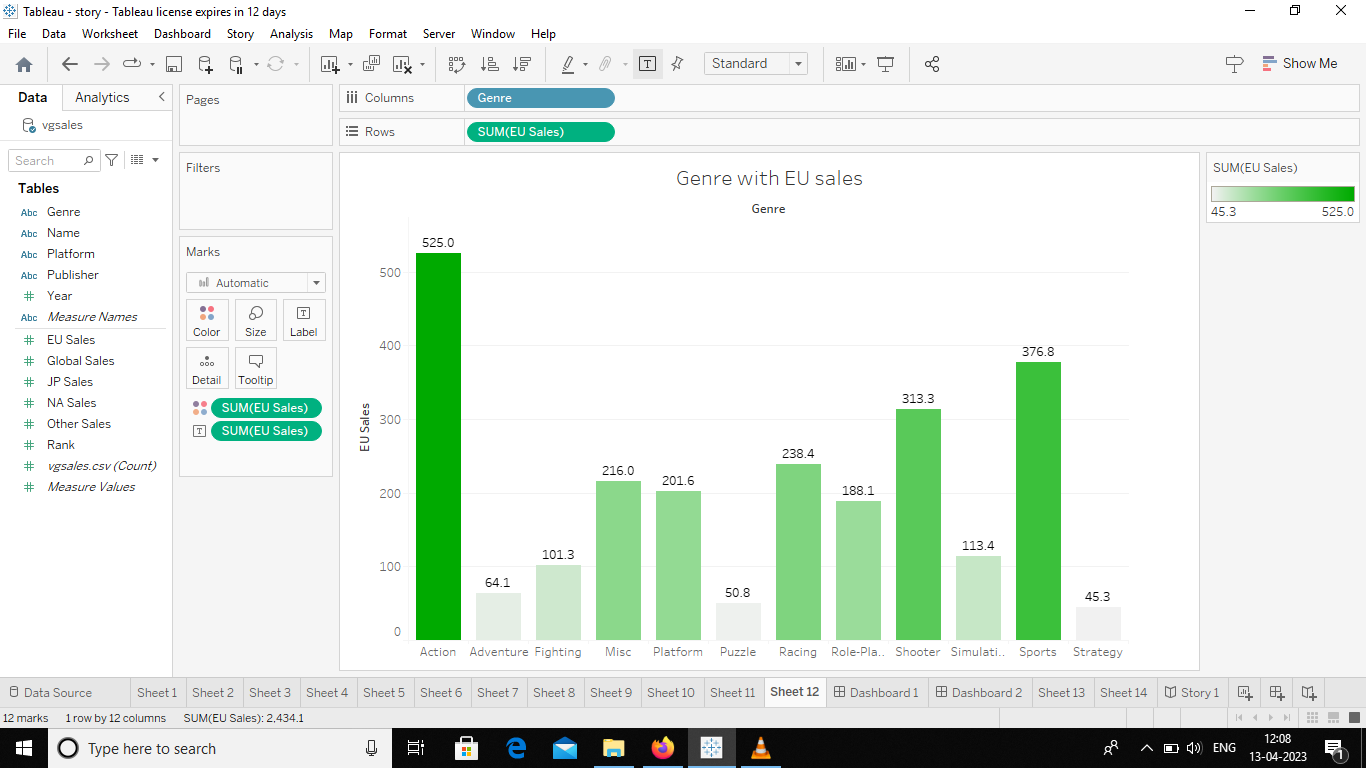 Tableau - story - Tableau license expires in 12 days
File Data Worksheet Dashboard Story Analysis Map Format Server Window Help
Standard
Show Me
Data Analytics
vgsales
Search
Tables
Abc Genre
Abc Name
Abc Platform
Abc Publisher
# Year
Abc Measure Names
# EU Sales
# Global Sales
# JP Sales
# NA Sales
# Other Sales
# Rank
# vgsales.csv (Count)
# Measure Values
Pages
Filters
Marks
Automatic
Color Size Label
Detail Tooltip
SUM(EU Sales)
SUM(EU Sales)
Columns Genre
Rows SUM(EU Sales)
Genre with EU sales
Genre
EU Sales
500
400
300
200
100
0
525.0
64.1
101.3
216.0
201.6
50.8
238.4
188.1
313.3
113.4
376.8
45.3
Action Adventure Fighting Misc Platform Puzzle Racing Role-Pla.. Shooter Simulati.. Sports Strategy
SUM(EU Sales)
45.3 525.0
Data Source Sheet 1 Sheet 2 Sheet 3 Sheet 4 Sheet 5 Sheet 6 Sheet 7 Sheet 8 Sheet 9 Sheet 10 Sheet 11 Sheet 12 Dashboard 1 Dashboard 2 Sheet 13 Sheet 14 Story 1
12 marks 1 row by 12 columns SUM(EU Sales): 2,434.1
Type here to search
ENG
12:08
13-04-2023
1